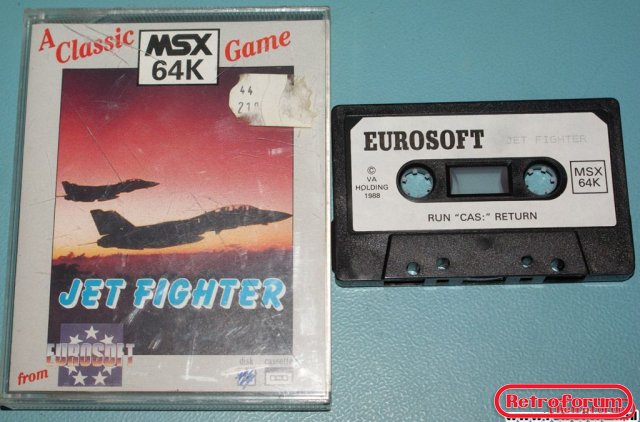 A Classic
MSX
64K
Game
44
JET FIGHTER
from
EUROSOFT
disk
cassette
EUROSOFT
JET FIGHTER
©
VA
HOLDING
1988
MSX
64K
RUN "CAS:" RETURN
Retroforum